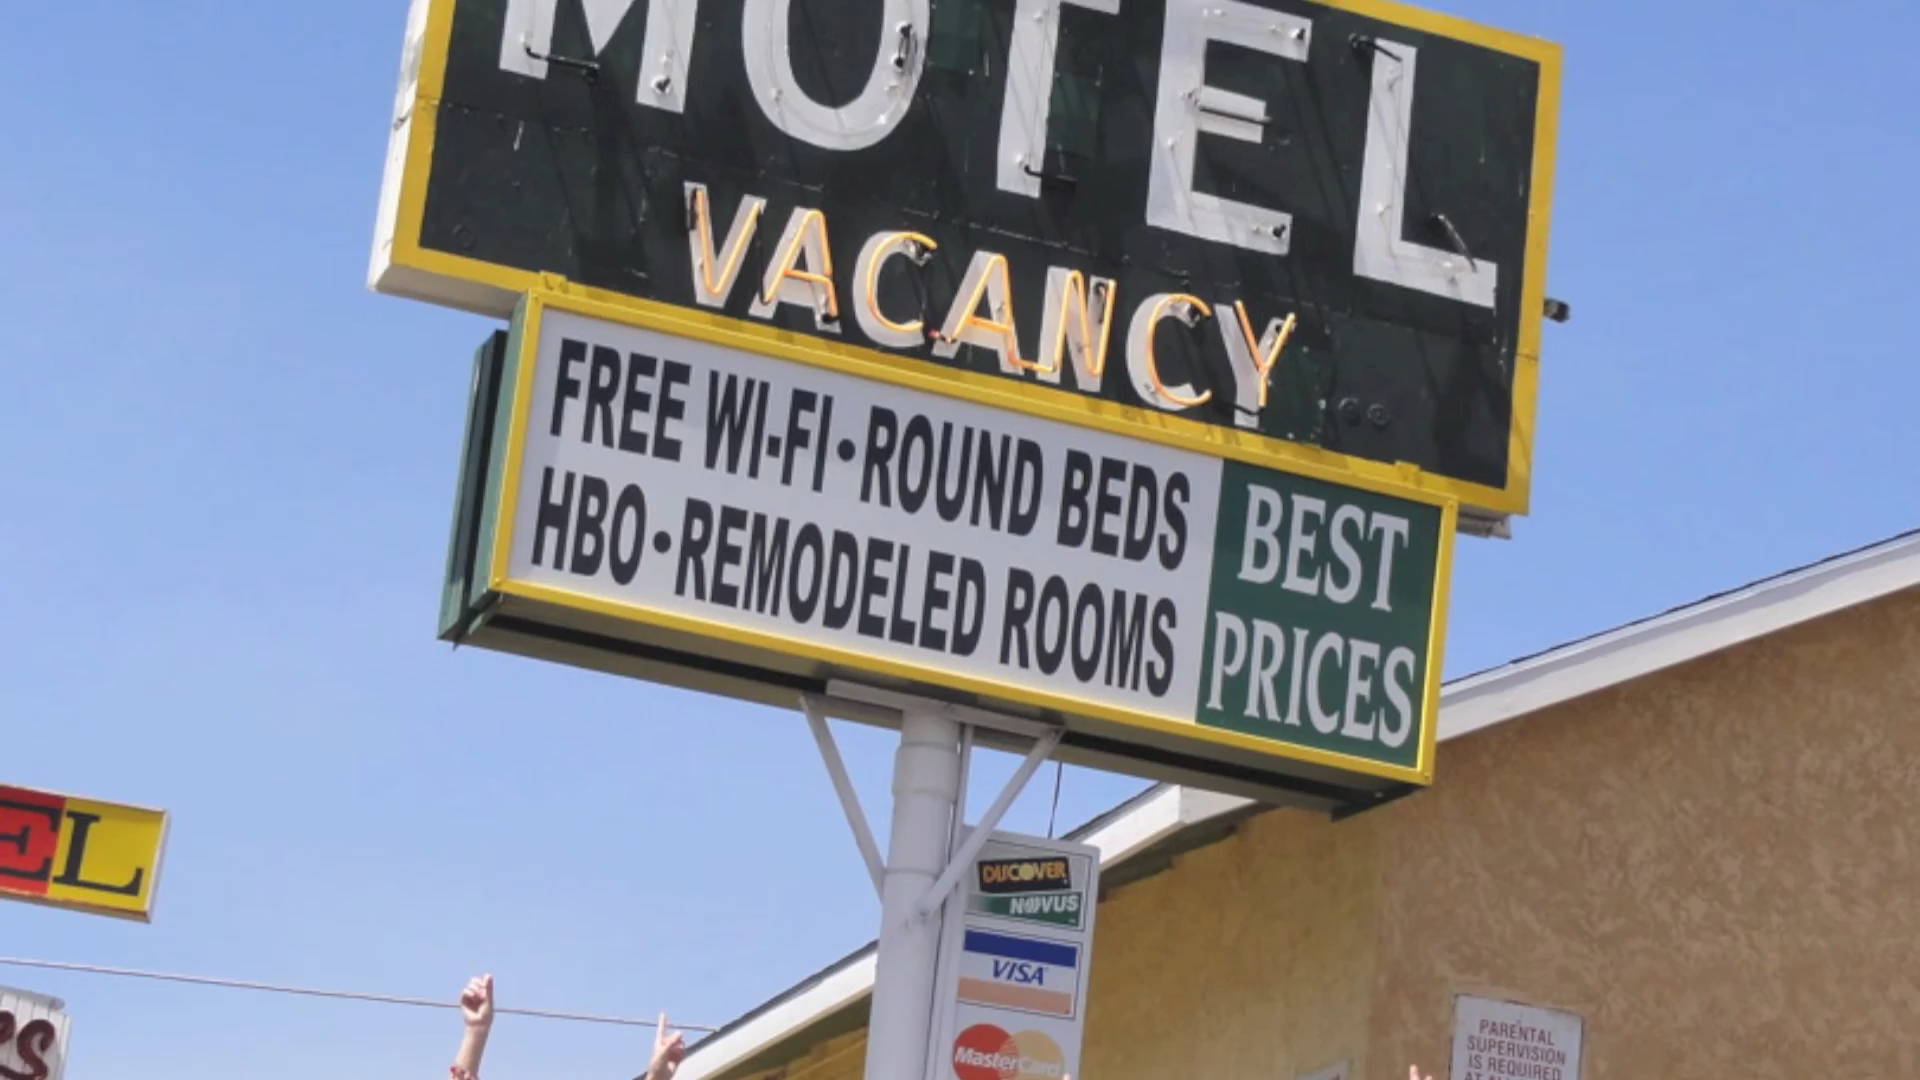 MOTEL
VACANCY
FREE WI-FI • ROUND BEDS
HBO • REMODELED ROOMS
BEST
PRICES
EL
DISCOVER
NOVUS
VISA
MasterCard
PARENTAL
SUPERVISION
IS REQUIRED